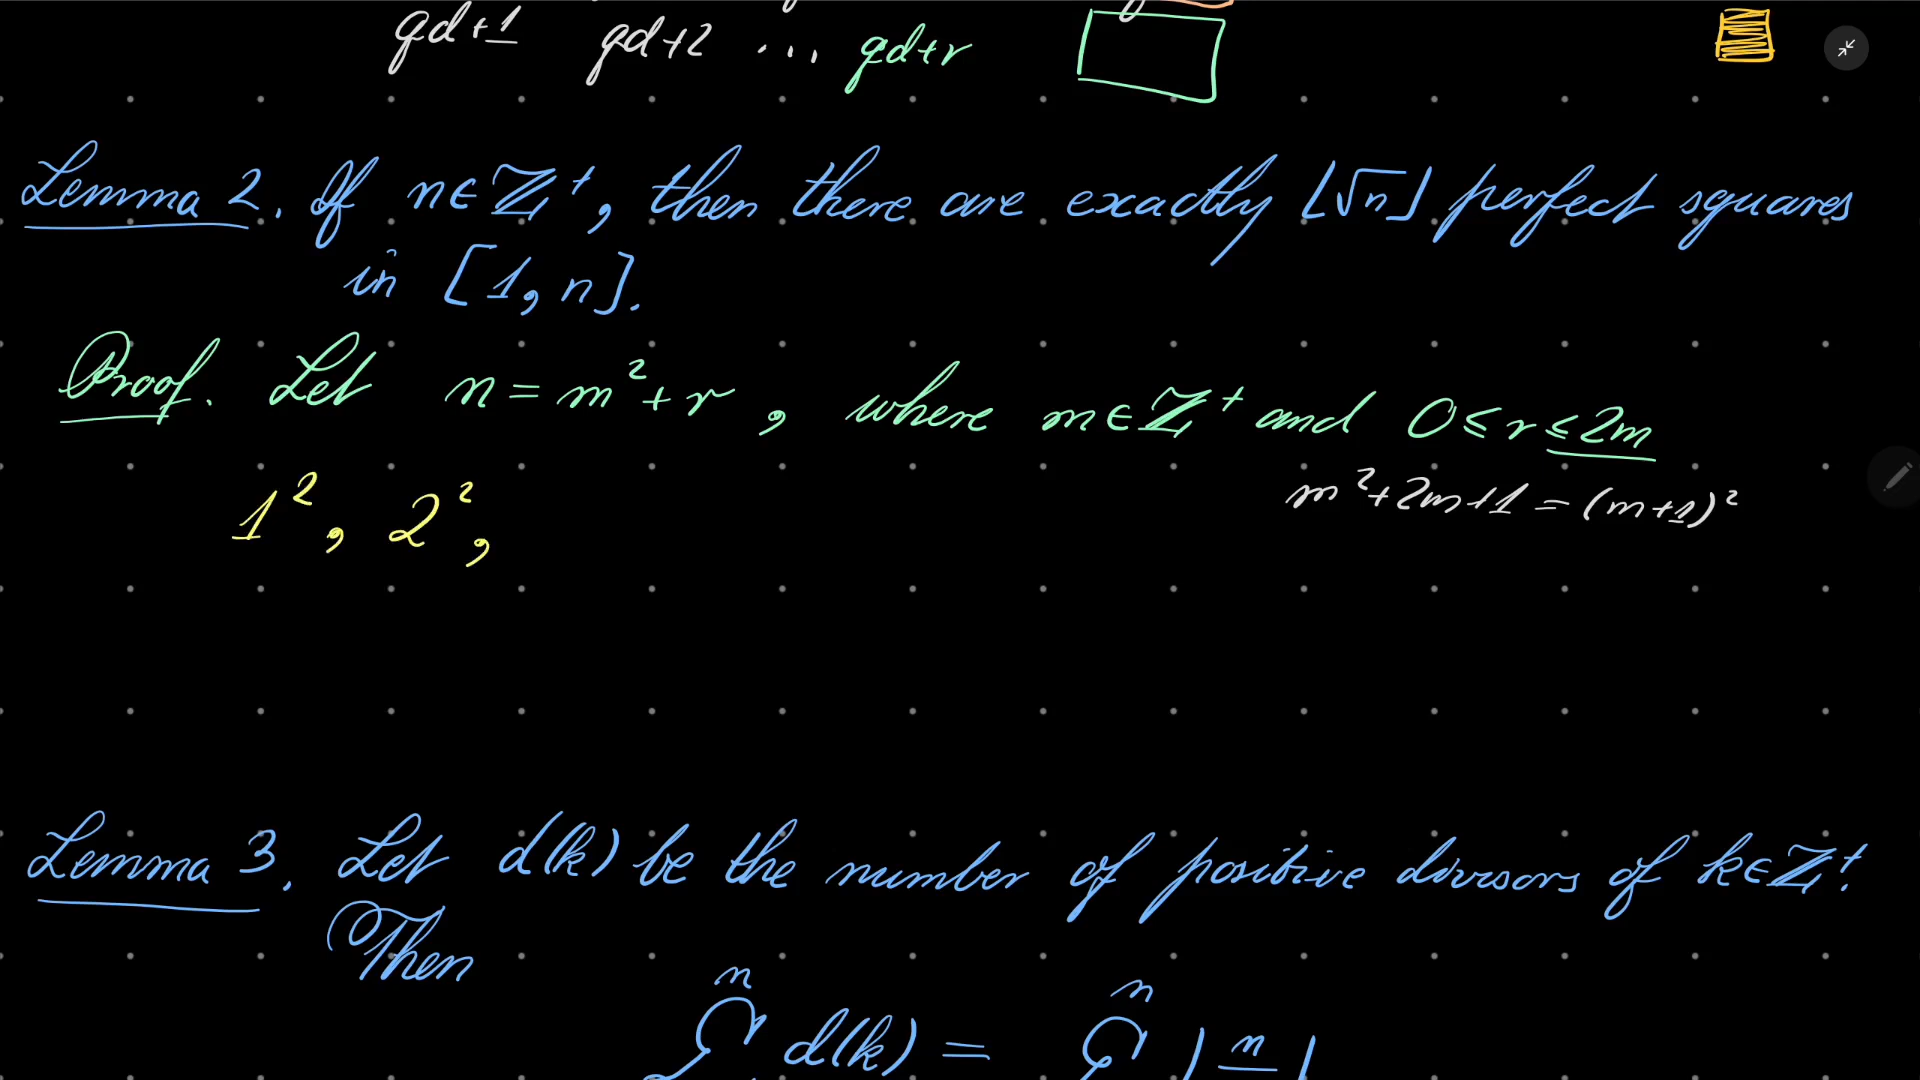 qd+1 qd+2 ... qd+r
Lemma 2. If n∈ℤ⁺, then there are exactly ⌊√n⌋ perfect squares
in [1, n].
Proof. Let n = m² + r, where m∈ℤ⁺ and 0≤r≤2m
m²+2m+1 = (m+1)²
1², 2²,
Lemma 3. Let d(k) be the number of positive divisors of k∈ℤ⁺.
Then
n n
∑ d(k) = ∑ ⌊n